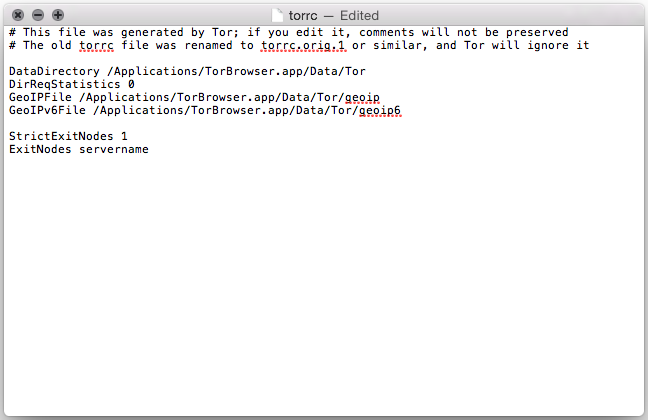 torrc — Edited
# This file was generated by Tor; if you edit it, comments will not be preserved
# The old torrc file was renamed to torrc.orig.1 or similar, and Tor will ignore it
DataDirectory /Applications/TorBrowser.app/Data/Tor
DirReqStatistics 0
GeoIPFile /Applications/TorBrowser.app/Data/Tor/geoip
GeoIPv6File /Applications/TorBrowser.app/Data/Tor/geoip6
StrictExitNodes 1
ExitNodes servername